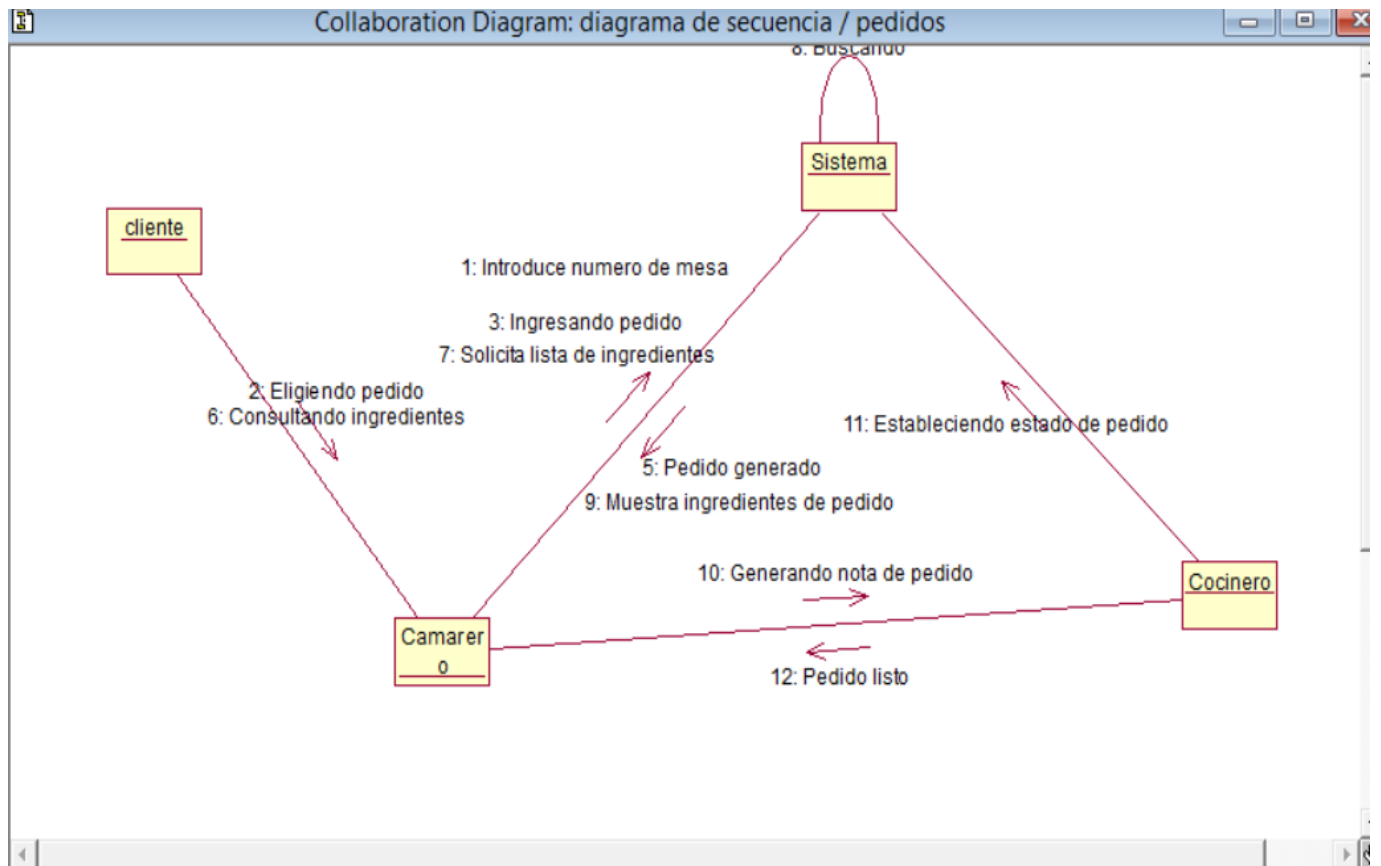 Collaboration Diagram: diagrama de secuencia / pedidos
8: Buscando
Sistema
cliente
1: Introduce numero de mesa
3: Ingresando pedido
7: Solicita lista de ingredientes
2: Eligiendo pedido
6: Consultando ingredientes
11: Estableciendo estado de pedido
5: Pedido generado
9: Muestra ingredientes de pedido
10: Generando nota de pedido
Cocinero
Camarer
o
12: Pedido listo